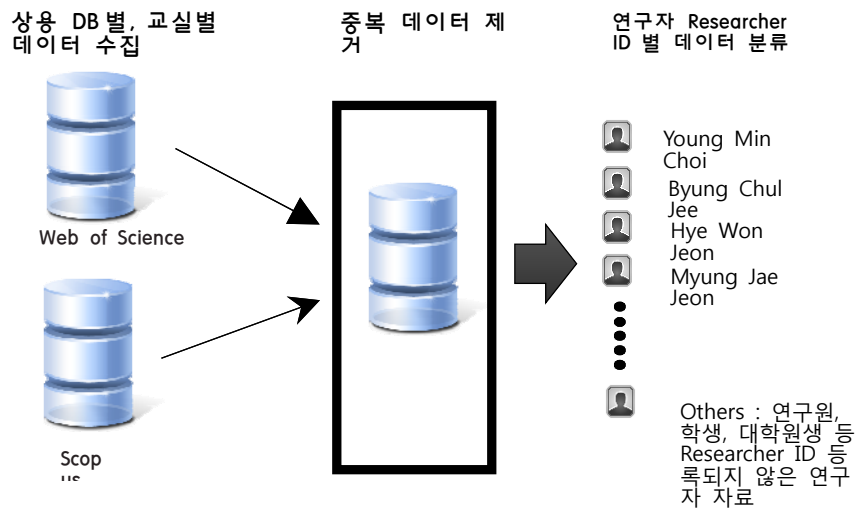 상용 DB 별, 교실별
데이터 수집
중복 데이터 제
거
연구자 Researcher
ID 별 데이터 분류
Web of Science
Scop
us
Young Min
Choi
Byung Chul
Jee
Hye Won
Jeon
Myung Jae
Jeon
Others : 연구원,
학생, 대학원생 등
Researcher ID 등
록되지 않은 연구
자 자료